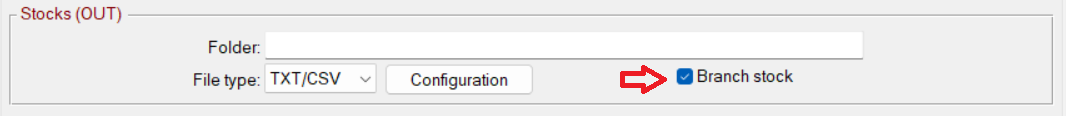 Stocks (OUT)
Folder:
File type: TXT/CSV Configuration Branch stock